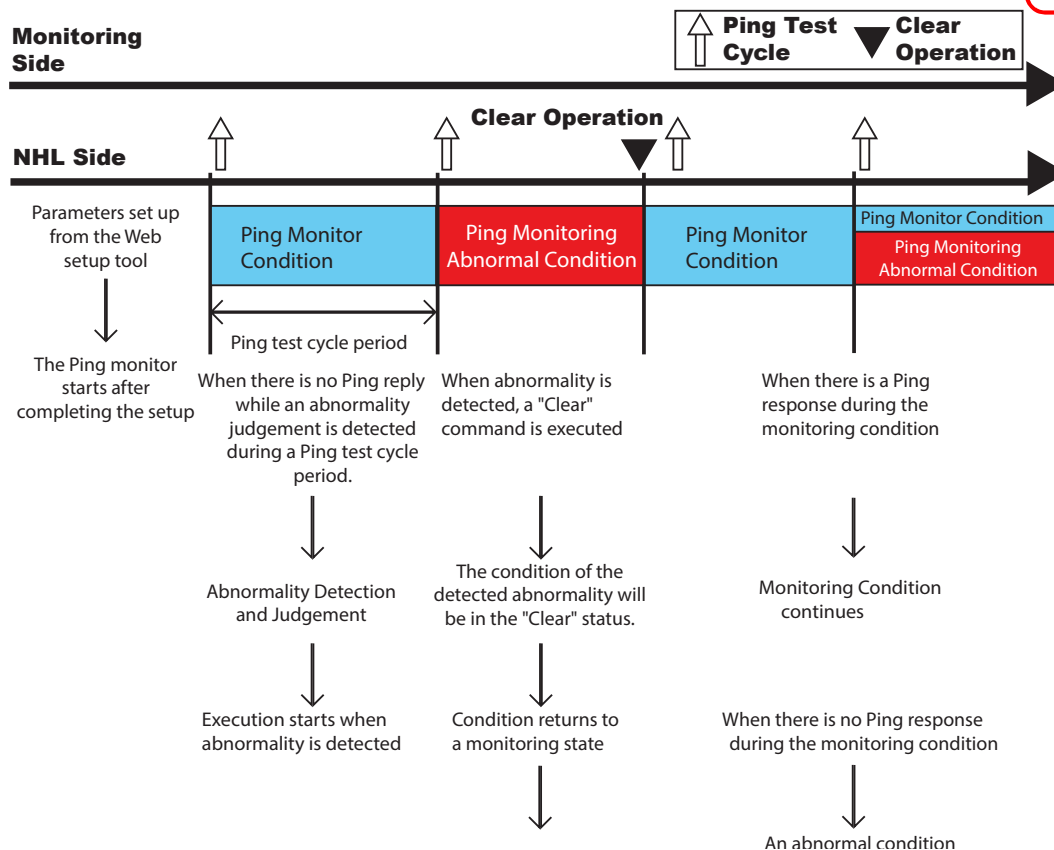 Monitoring
Side
Ping Test
Cycle
Clear
Operation
Clear Operation
NHL Side
Parameters set up
from the Web
setup tool
The Ping monitor
starts after
completing the setup
Ping Monitor
Condition
Ping Monitoring
Abnormal Condition
Ping Monitor
Condition
Ping Monitor Condition
Ping Monitoring
Abnormal Condition
Ping test cycle period
When there is no Ping reply
while an abnormality
judgement is detected
during a Ping test cycle
period.
Abnormality Detection
and Judgement
Execution starts when
abnormality is detected
When abnormality is
detected, a "Clear"
command is executed
The condition of the
detected abnormality will
be in the "Clear" status.
Condition returns to
a monitoring state
When there is a Ping
response during the
monitoring condition
Monitoring Condition
continues
When there is no Ping response
during the monitoring condition
An abnormal condition